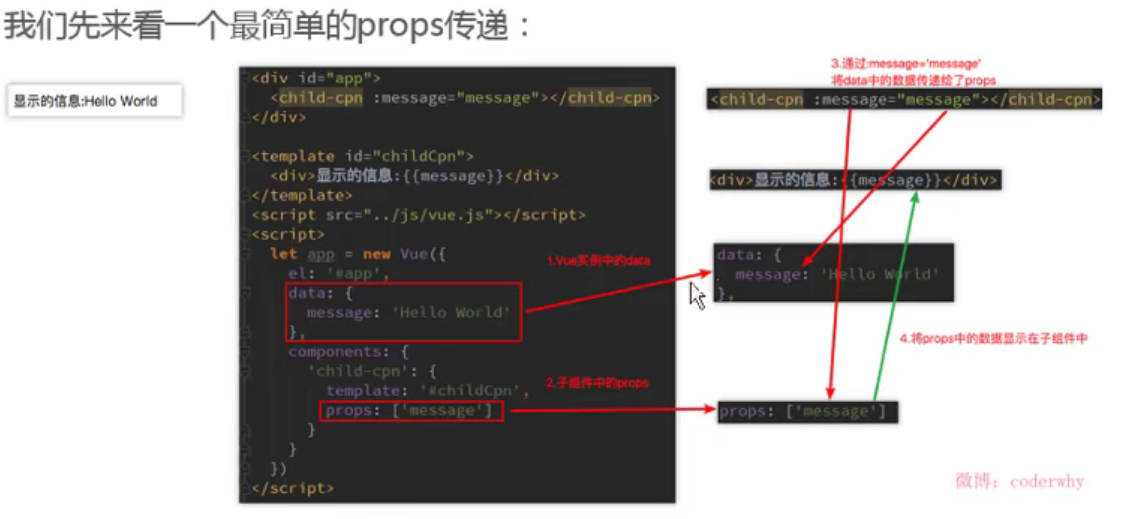 我们先来看一个最简单的props传递：
显示的信息:Hello World
<div id="app">
<child-cpn :message="message"></child-cpn>
</div>
<template id="childCpn">
<div>显示的信息:{{message}}</div>
</template>
<script src="../js/vue.js"></script>
<script>
let app = new Vue({
el: '#app',
data: {
message: 'Hello World'
},
components: {
'child-cpn': {
template: '#childCpn',
props: ['message']
}
}
})
</script>
1.Vue实例中的data
2.子组件中的props
3.通过:message='message'
将data中的数据传递给了props
<child-cpn :message="message"></child-cpn>
<div>显示的信息:{{message}}</div>
data: {
message: 'Hello World'
},
4.将props中的数据显示在子组件中
props: ['message']
微博：coderwhy